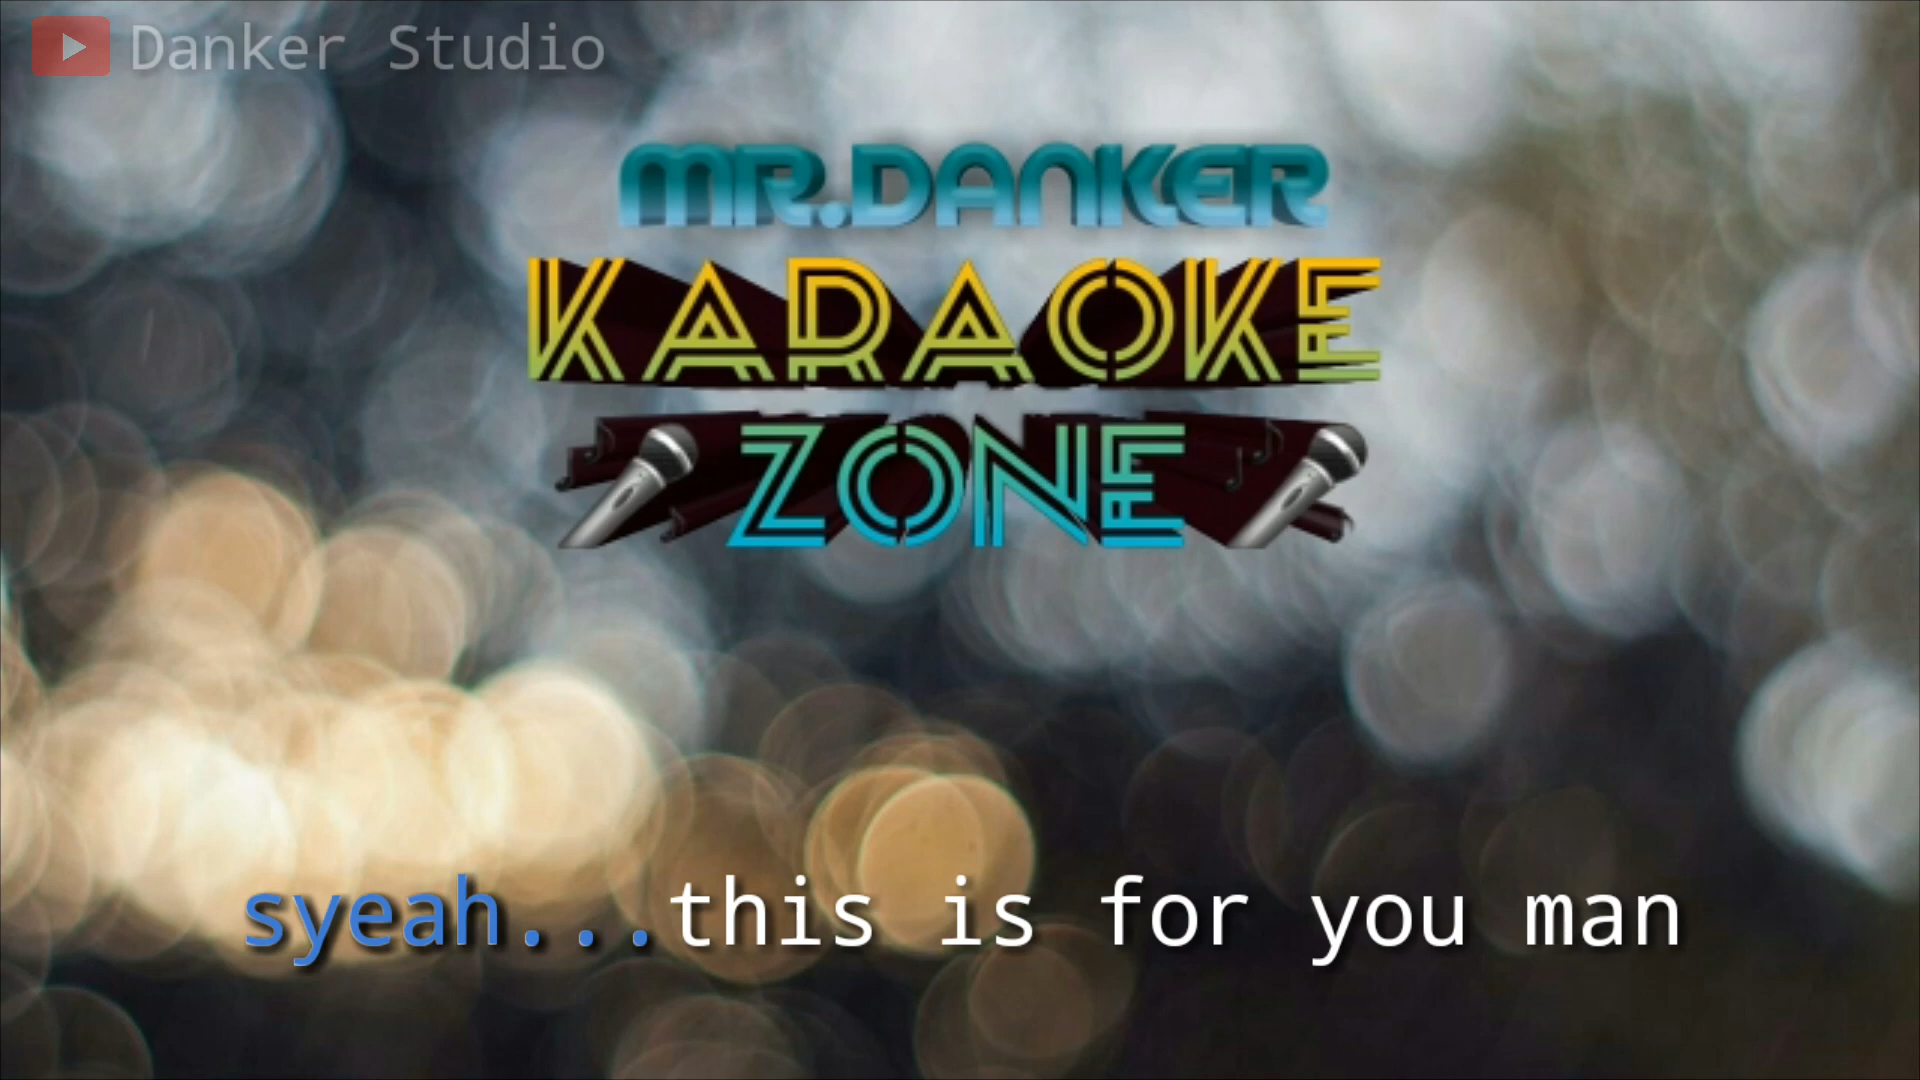 Danker Studio
MR.DANKER
KARAOKE
ZONE
syeah...this is for you man